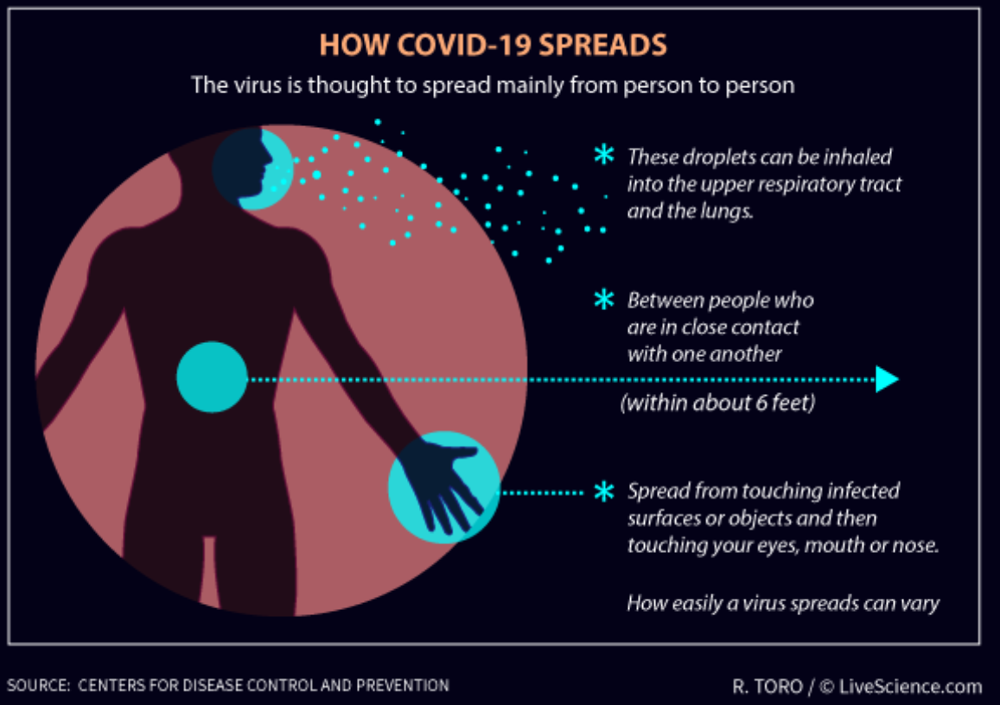 HOW COVID-19 SPREADS
The virus is thought to spread mainly from person to person
* These droplets can be inhaled
into the upper respiratory tract
and the lungs.
* Between people who
are in close contact
with one another
(within about 6 feet)
* Spread from touching infected
surfaces or objects and then
touching your eyes, mouth or nose.
How easily a virus spreads can vary
SOURCE: CENTERS FOR DISEASE CONTROL AND PREVENTION
R. TORO / © LiveScience.com